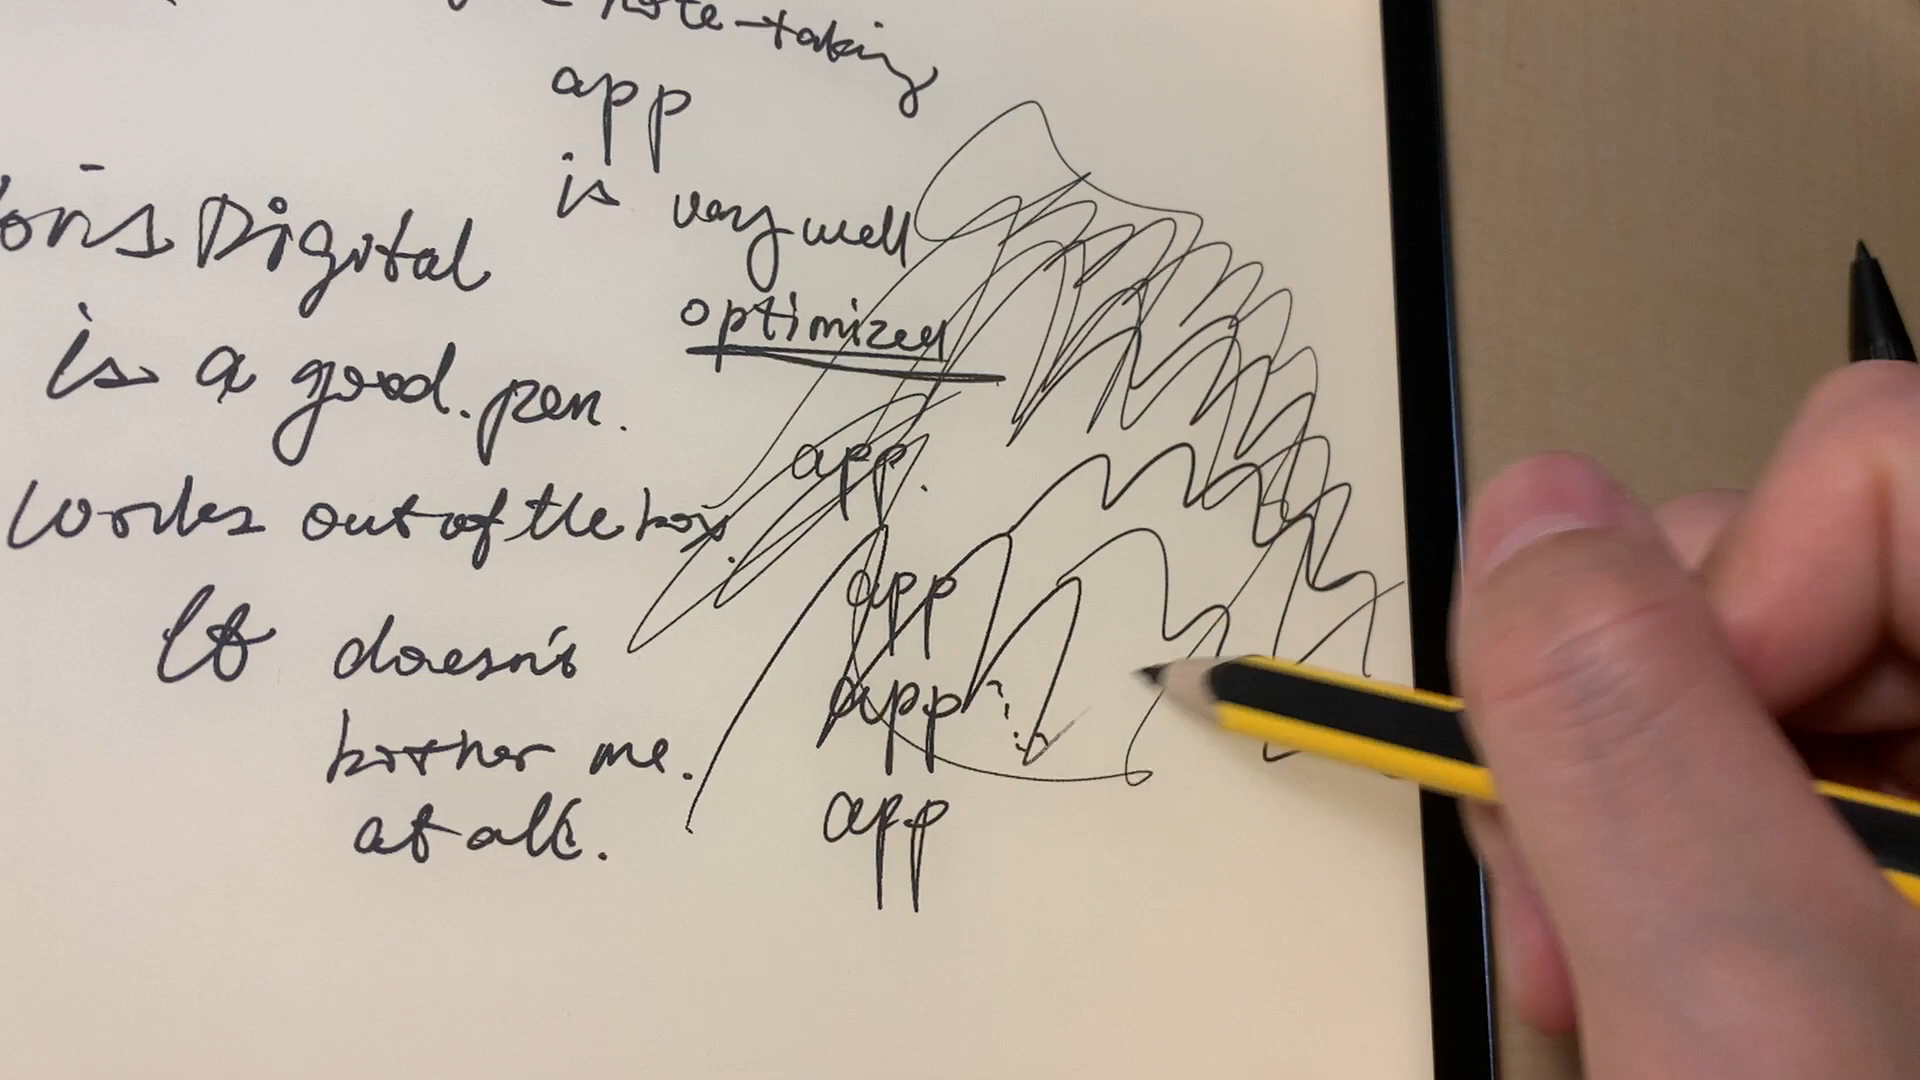 note-taking
app
is very well
optimized
app.
app
app
app
Digital
is a good. pen.
works out of the box.
It doesn't
bother me.
at all.